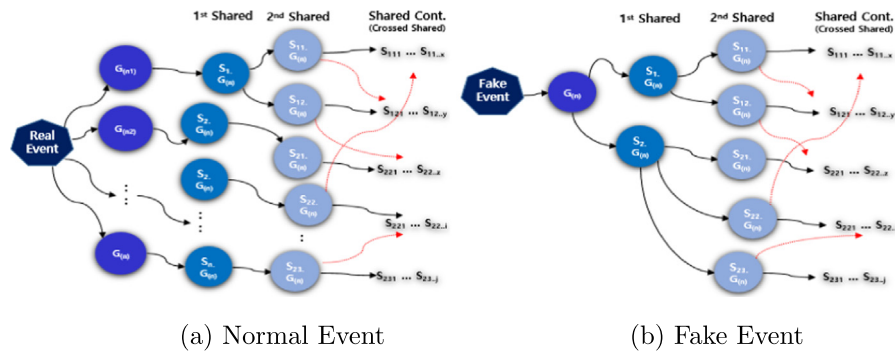 1st Shared 2nd Shared Shared Cont.
(Crossed Shared)
S11. G(n)
S111 ... S11..x
G(n1)
S1. G(n)
S12. G(n)
S121 ... S12..y
Real Event
G(n2)
S2. G(n)
S21. G(n)
S221 ... S22..z
S2. G(n)
S22. G(n)
S221 ... S22..i
G(n)
Sn. G(n)
S23. G(n)
S231 ... S23..j
(a) Normal Event
1st Shared 2nd Shared Shared Cont.
(Crossed Shared)
S11. G(n)
S111 ... S11..x
Fake Event
G(n)
S1. G(n)
S12. G(n)
S121 ... S12..y
S2. G(n)
S21. G(n)
S221 ... S22..z
S22. G(n)
S221 ... S22..
S23. G(n)
S231 ... S23..j
(b) Fake Event